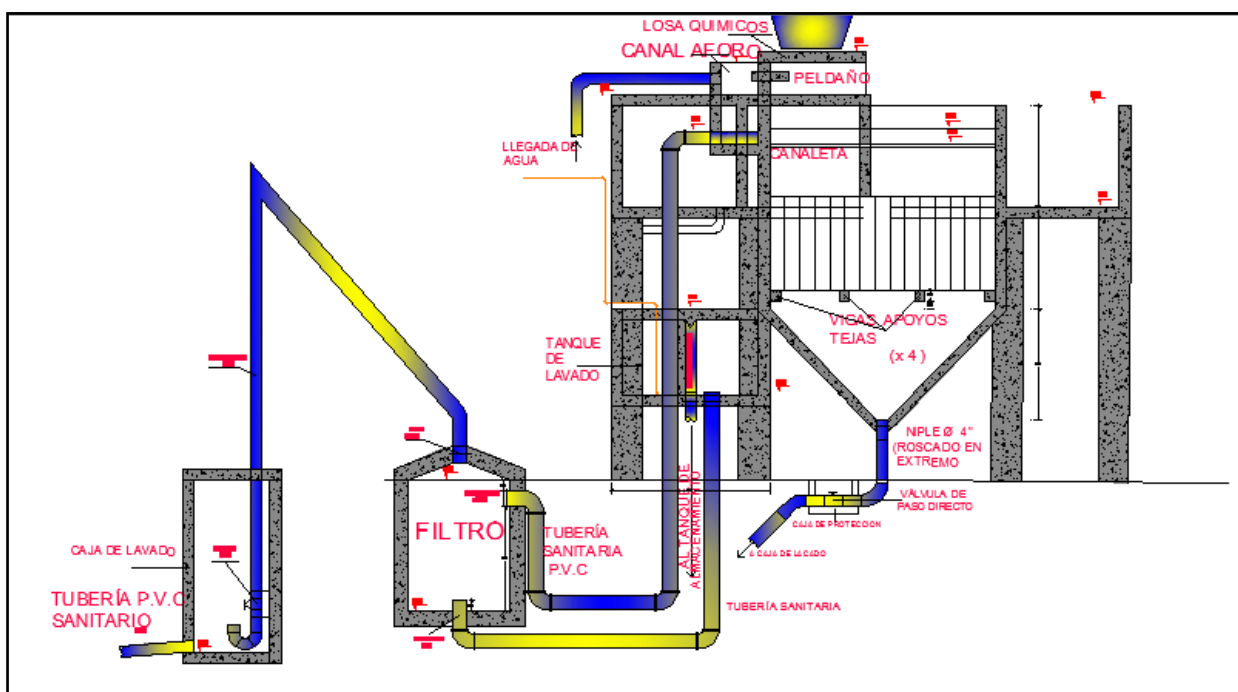 LOSA QUIMICOS
CANAL AFORO
PELDAÑO
LLEGADA DE
AGUA
CANALETA
VIGAS APOYOS
TEJAS
(x 4)
TANQUE
DE
LAVADO
NIPLE Ø 4"
(ROSCADO EN
EXTREMO
VÁLVULA DE
PASO DIRECTO
CAJA DE PROTECCION
A CAJA DE LACADO
AL TANQUE DE
ALMACENAMIENTO
FILTRO
TUBERÍA
SANITARIA
P.V.C
TUBERÍA SANITARIA
CAJA DE LAVADO
TUBERÍA P.V.C
SANITARIO